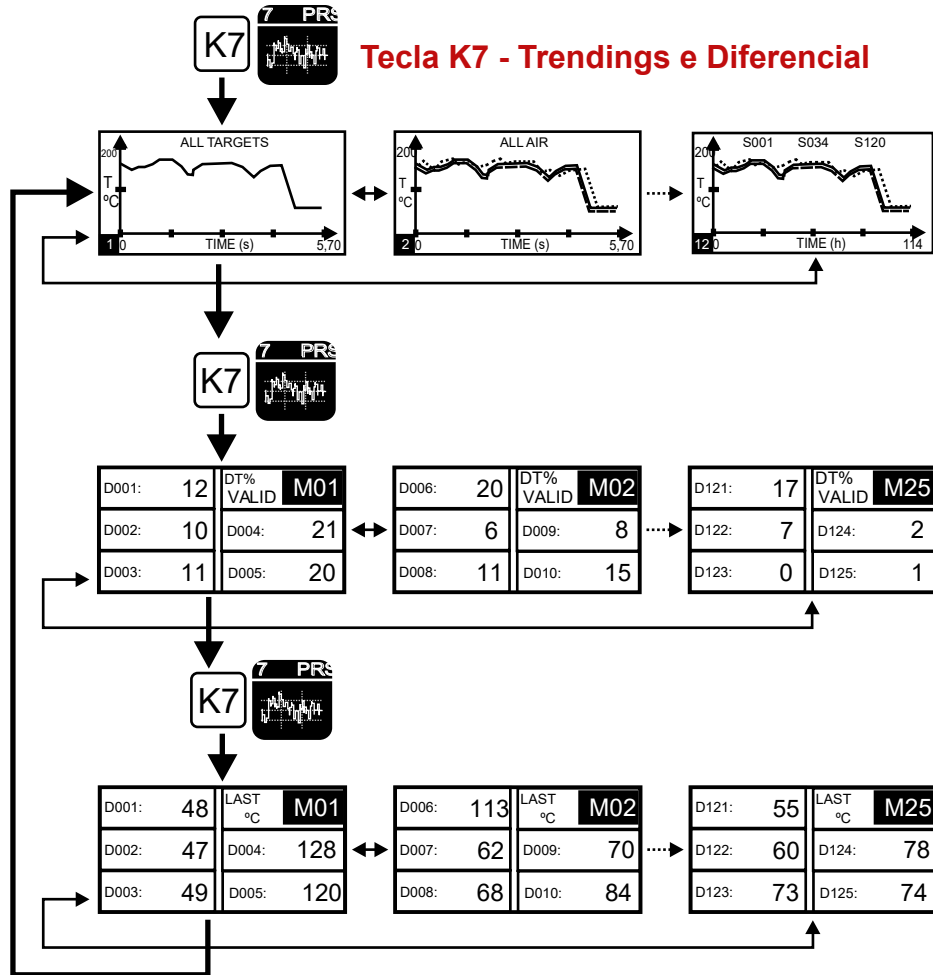 7 PRS
K7
Tecla K7 - Trendings e Diferencial
ALL TARGETS
200
T
ºC
1 0 TIME (s) 5,70
ALL AIR
200
T
ºC
2 0 TIME (s) 5,70
S001 S034 S120
200
T
ºC
12 0 TIME (h) 114
7 PRS
K7
D001: 12 DT% VALID M01
D002: 10 D004: 21
D003: 11 D005: 20
D006: 20 DT% VALID M02
D007: 6 D009: 8
D008: 11 D010: 15
D121: 17 DT% VALID M25
D122: 7 D124: 2
D123: 0 D125: 1
7 PRS
K7
D001: 48 LAST ºC M01
D002: 47 D004: 128
D003: 49 D005: 120
D006: 113 LAST ºC M02
D007: 62 D009: 70
D008: 68 D010: 84
D121: 55 LAST ºC M25
D122: 60 D124: 78
D123: 73 D125: 74